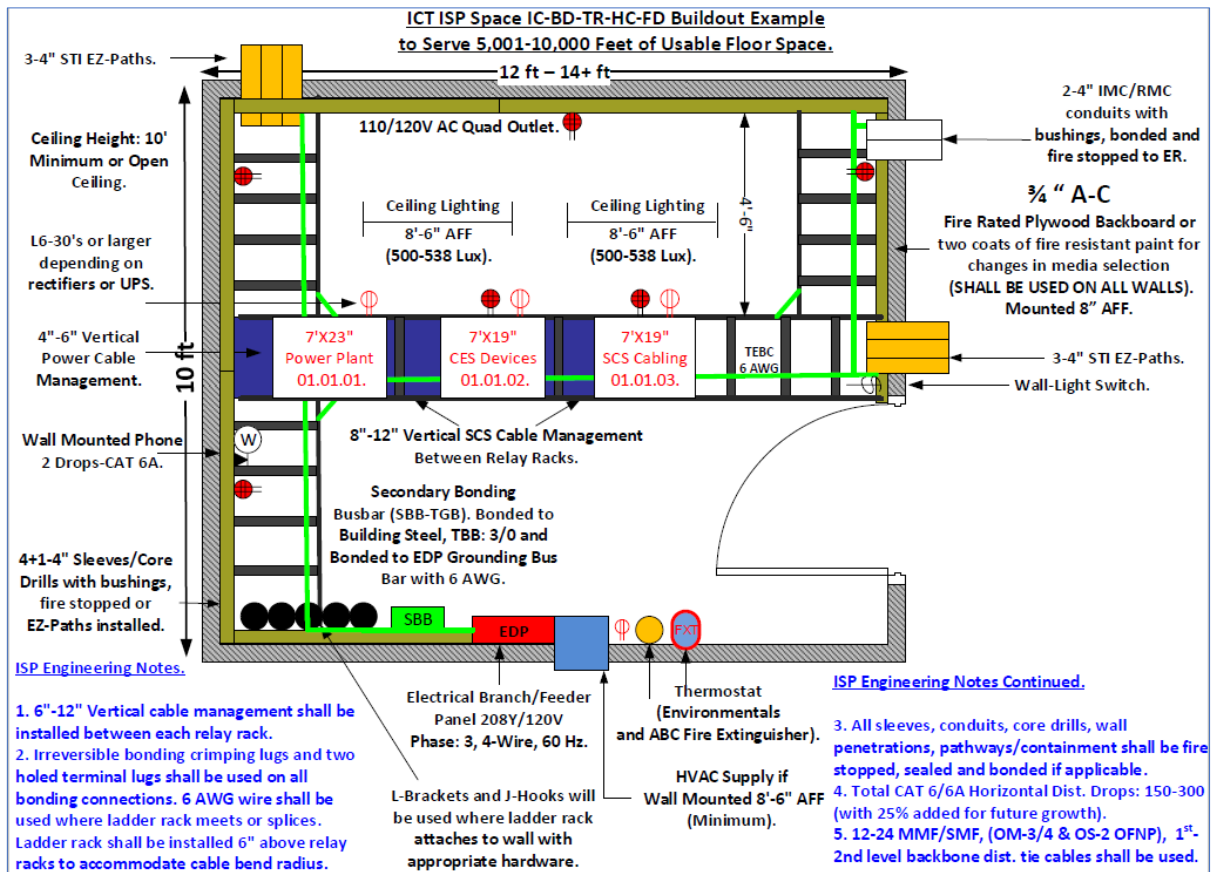 ICT ISP Space IC-BD-TR-HC-FD Buildout Example
to Serve 5,001-10,000 Feet of Usable Floor Space.
3-4" STI EZ-Paths.
12 ft – 14+ ft
2-4" IMC/RMC
conduits with
bushings, bonded and
fire stopped to ER.
Ceiling Height: 10'
Minimum or Open
Ceiling.
110/120V AC Quad Outlet.
4'-6"
¾ “ A-C
Fire Rated Plywood Backboard or
two coats of fire resistant paint for
changes in media selection
(SHALL BE USED ON ALL WALLS).
Mounted 8” AFF.
Ceiling Lighting
8'-6" AFF
(500-538 Lux).
Ceiling Lighting
8'-6" AFF
(500-538 Lux).
L6-30's or larger
depending on
rectifiers or UPS.
10 ft
4"-6" Vertical
Power Cable
Management.
7'X23"
Power Plant
01.01.01.
7'X19"
CES Devices
01.01.02.
7'X19"
SCS Cabling
01.01.03.
TEBC
6 AWG
3-4" STI EZ-Paths.
Wall-Light Switch.
Wall Mounted Phone
2 Drops-CAT 6A.
W
8"-12" Vertical SCS Cable Management
Between Relay Racks.
Secondary Bonding
Busbar (SBB-TGB). Bonded to
Building Steel, TBB: 3/0 and
Bonded to EDP Grounding Bus
Bar with 6 AWG.
4+1-4" Sleeves/Core
Drills with bushings,
fire stopped or
EZ-Paths installed.
SBB
EDP
FXT
Electrical Branch/Feeder
Panel 208Y/120V
Phase: 3, 4-Wire, 60 Hz.
Thermostat
(Environmentals
and ABC Fire Extinguisher).
HVAC Supply if
Wall Mounted 8'-6" AFF
(Minimum).
L-Brackets and J-Hooks will
be used where ladder rack
attaches to wall with
appropriate hardware.
ISP Engineering Notes.
1. 6"-12" Vertical cable management shall be
installed between each relay rack.
2. Irreversible bonding crimping lugs and two
holed terminal lugs shall be used on all
bonding connections. 6 AWG wire shall be
used where ladder rack meets or splices.
Ladder rack shall be installed 6" above relay
racks to accommodate cable bend radius.
ISP Engineering Notes Continued.
3. All sleeves, conduits, core drills, wall
penetrations, pathways/containment shall be fire
stopped, sealed and bonded if applicable.
4. Total CAT 6/6A Horizontal Dist. Drops: 150-300
(with 25% added for future growth).
5. 12-24 MMF/SMF, (OM-3/4 & OS-2 OFNP), 1st-
2nd level backbone dist. tie cables shall be used.